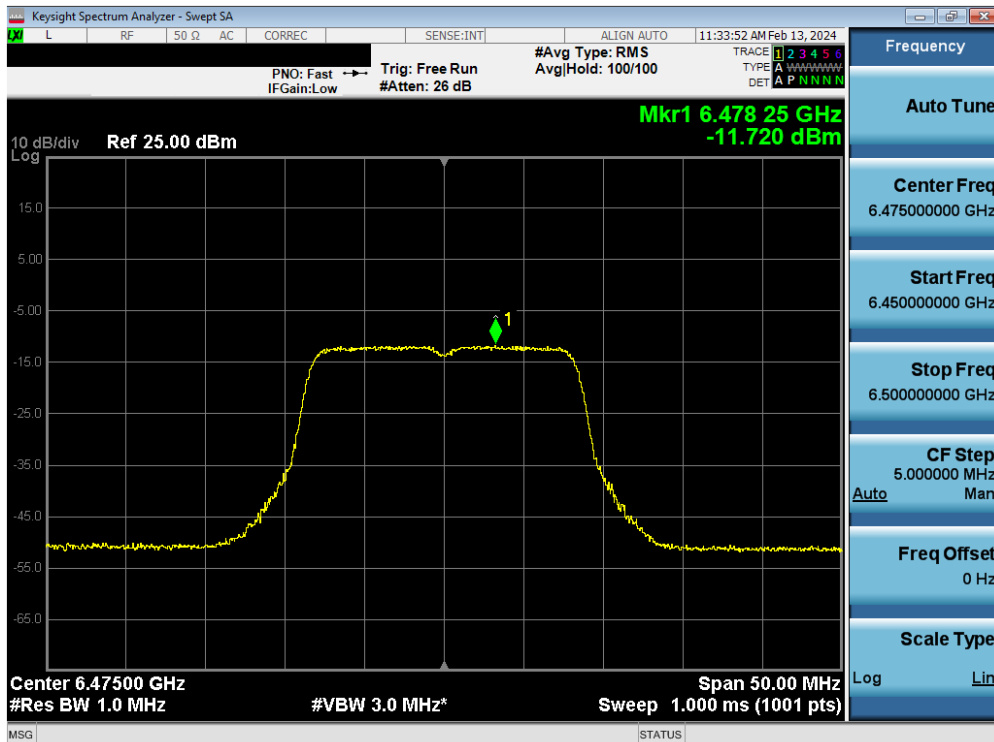 Keysight Spectrum Analyzer - Swept SA
LXI L RF 50 Ω AC CORREC SENSE:INT ALIGN AUTO 11:33:52 AM Feb 13, 2024
PNO: Fast
IFGain:Low
Trig: Free Run
#Atten: 26 dB
#Avg Type: RMS
Avg|Hold: 100/100
TRACE 1 2 3 4 5 6
TYPE A WWWWWW
DET A P N N N N
Mkr1 6.478 25 GHz
-11.720 dBm
10 dB/div Ref 25.00 dBm
Log
15.0
5.00
-5.00
1
-15.0
-25.0
-35.0
-45.0
-55.0
-65.0
Center 6.47500 GHz Span 50.00 MHz
#Res BW 1.0 MHz #VBW 3.0 MHz* Sweep 1.000 ms (1001 pts)
MSG STATUS
Frequency
Auto Tune
Center Freq
6.475000000 GHz
Start Freq
6.450000000 GHz
Stop Freq
6.500000000 GHz
CF Step
5.000000 MHz
Auto Man
Freq Offset
0 Hz
Scale Type
Log Lin